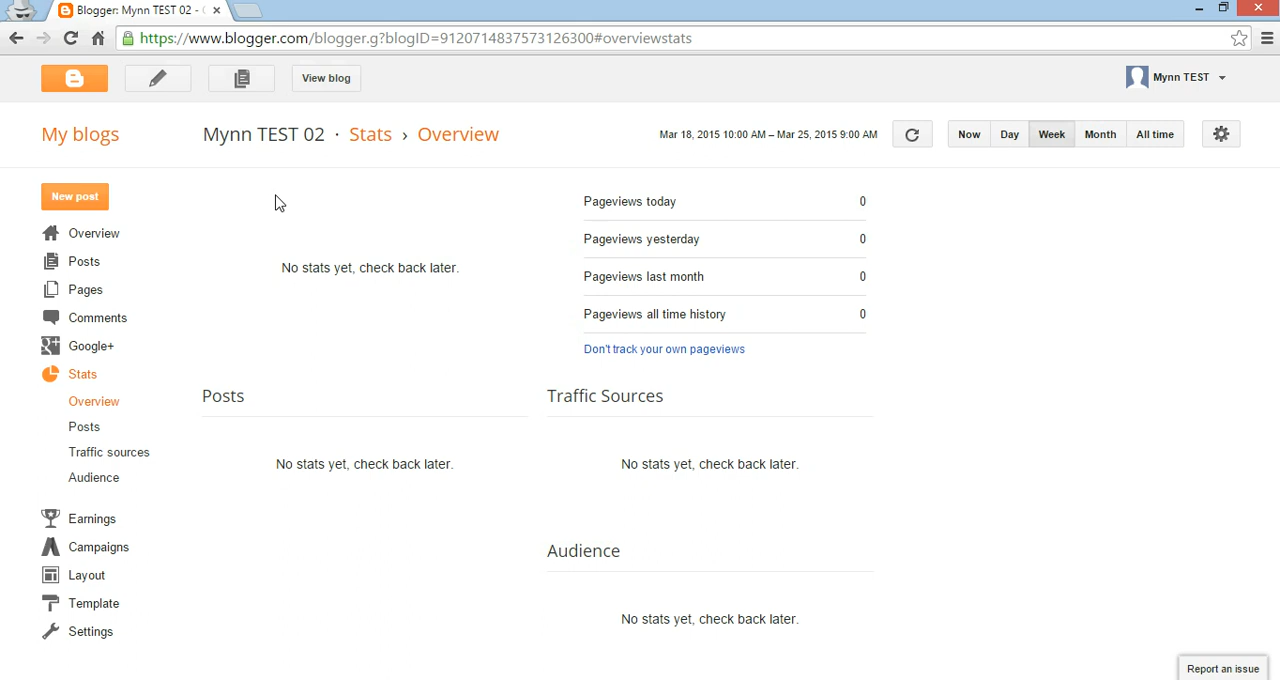 Blogger: Mynn TEST 02 -
https://www.blogger.com/blogger.g?blogID=9120714837573126300#overviewstats
View blog
Mynn TEST
My blogs
Mynn TEST 02 · Stats › Overview
Mar 18, 2015 10:00 AM – Mar 25, 2015 9:00 AM
Now Day Week Month All time
New post
Overview
Posts
Pages
Comments
Google+
Stats
Overview
Posts
Traffic sources
Audience
Earnings
Campaigns
Layout
Template
Settings
No stats yet, check back later.
Pageviews today 0
Pageviews yesterday 0
Pageviews last month 0
Pageviews all time history 0
Don't track your own pageviews
Posts
No stats yet, check back later.
Traffic Sources
No stats yet, check back later.
Audience
No stats yet, check back later.
Report an issue